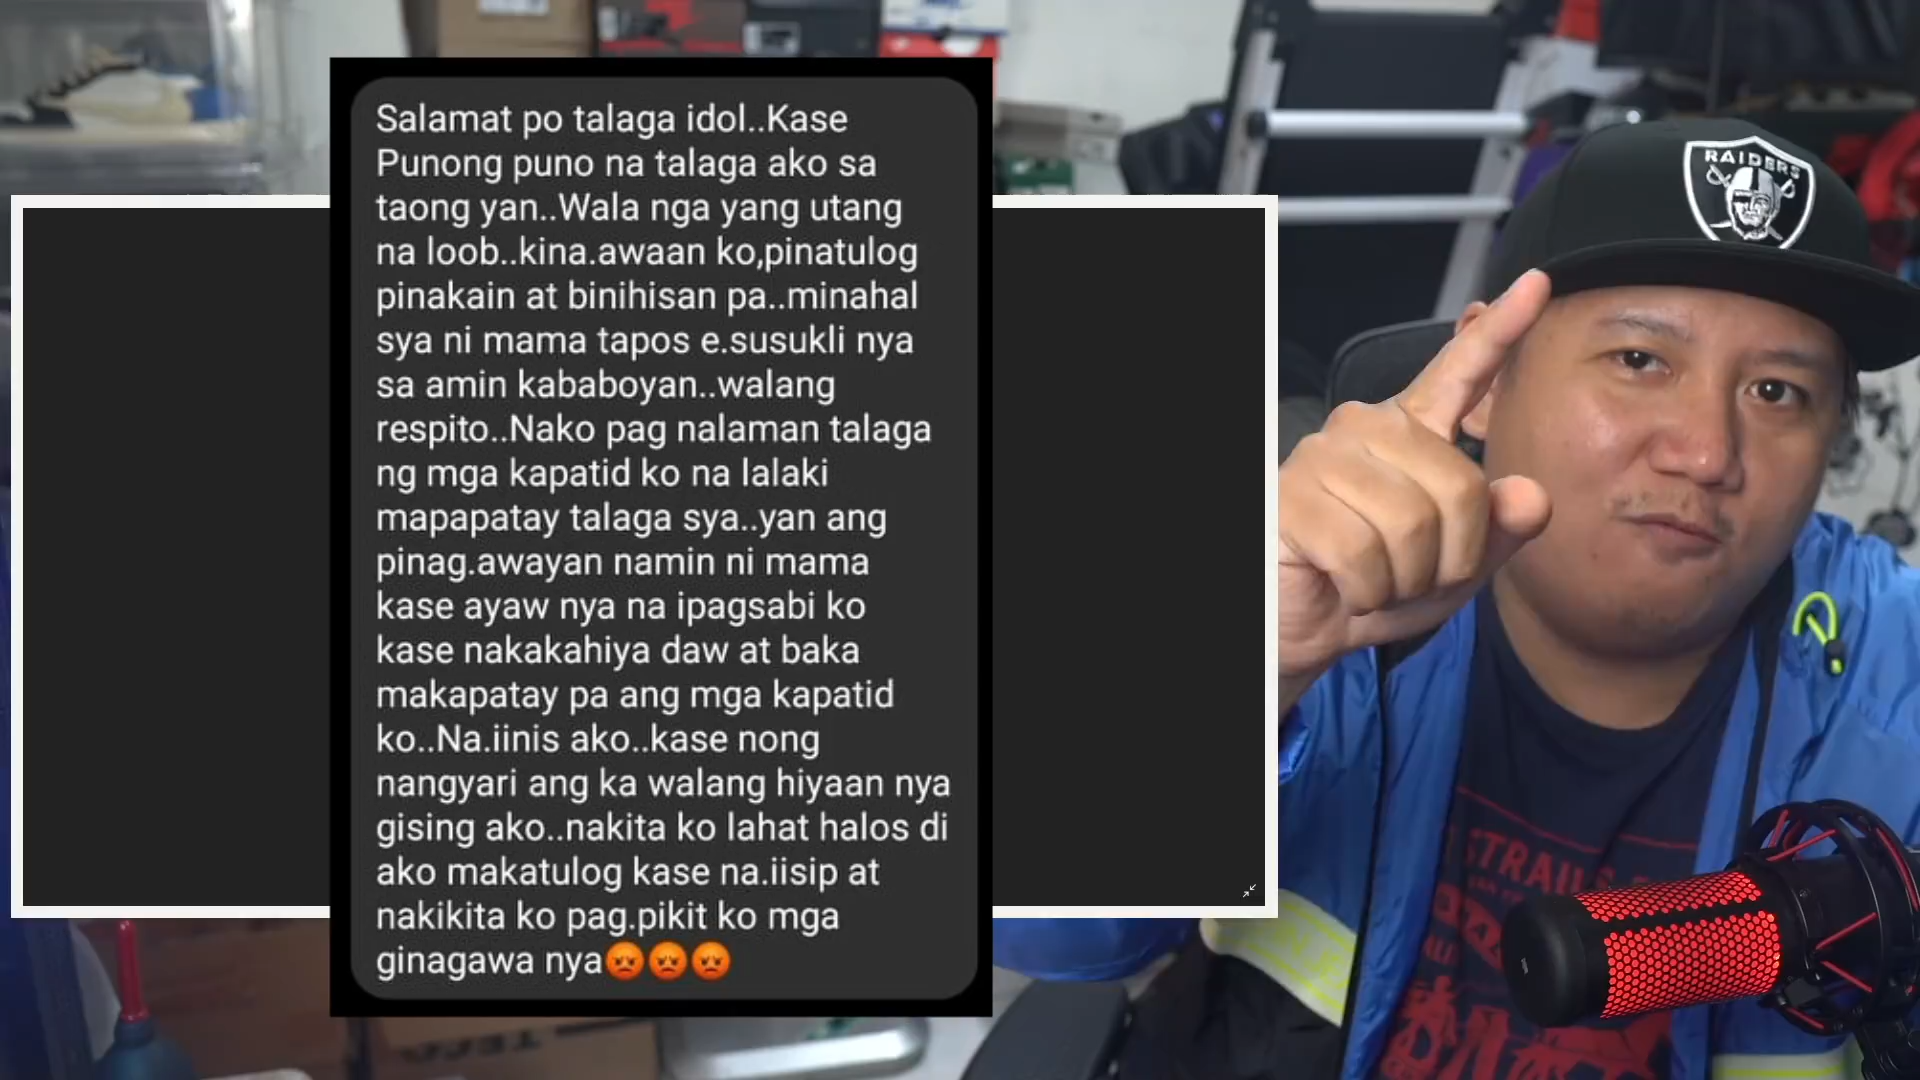 Salamat po talaga idol..Kase
Punong puno na talaga ako sa
taong yan..Wala nga yang utang
na loob..kina.awaan ko,pinatulog
pinakain at binihisan pa..minahal
sya ni mama tapos e.susukli nya
sa amin kababoyan..walang
respito..Nako pag nalaman talaga
ng mga kapatid ko na lalaki
mapapatay talaga sya..yan ang
pinag.awayan namin ni mama
kase ayaw nya na ipagsabi ko
kase nakakahiya daw at baka
makapatay pa ang mga kapatid
ko..Na.iinis ako..kase nong
nangyari ang ka walang hiyaan nya
gising ako..nakita ko lahat halos di
ako makatulog kase na.iisip at
nakikita ko pag.pikit ko mga
ginagawa nya😡😡😡
RAIDERS